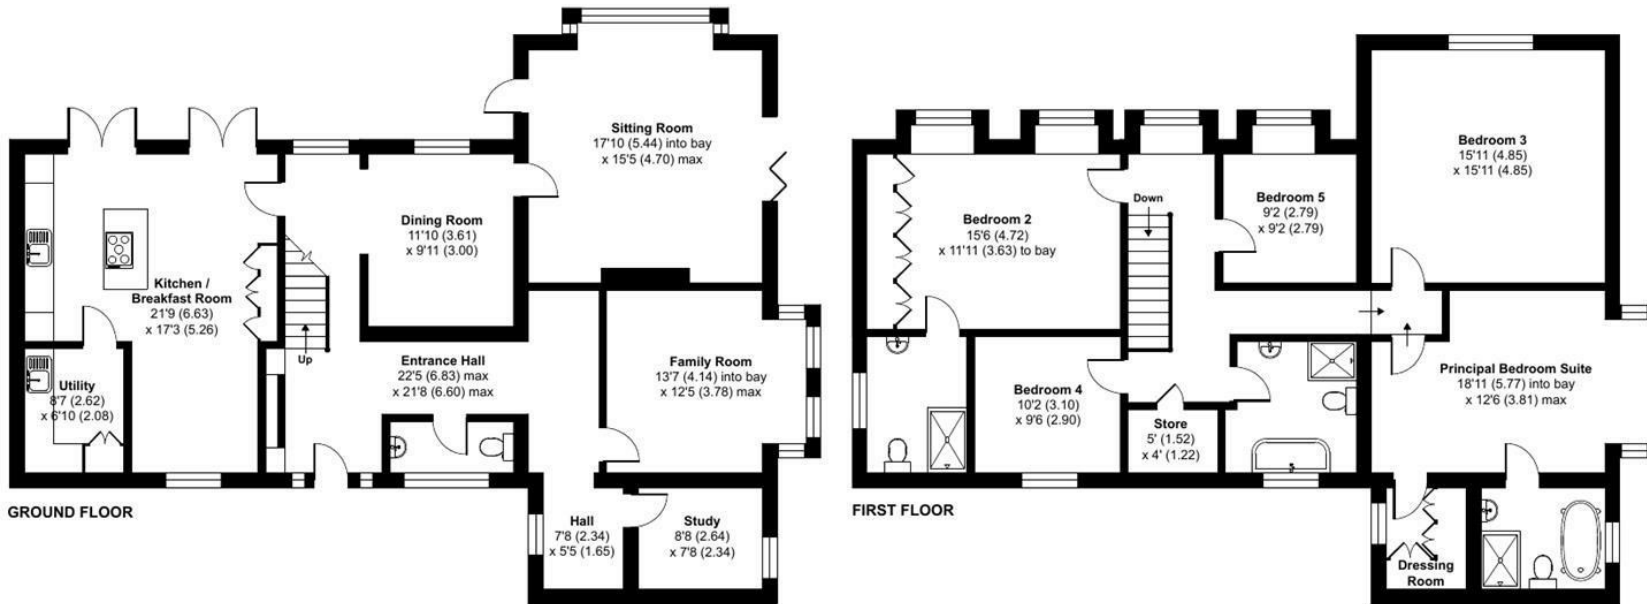 Sitting Room
17'10 (5.44) into bay
x 15'5 (4.70) max
Dining Room
11'10 (3.61)
x 9'11 (3.00)
Kitchen /
Breakfast Room
21'9 (6.63)
x 17'3 (5.26)
Up
Utility
8'7 (2.62)
x 6'10 (2.08)
Entrance Hall
22'5 (6.83) max
x 21'8 (6.60) max
Family Room
13'7 (4.14) into bay
x 12'5 (3.78) max
Hall
7'8 (2.34)
x 5'5 (1.65)
Study
8'8 (2.64)
x 7'8 (2.34)
GROUND FLOOR
Bedroom 3
15'11 (4.85)
x 15'11 (4.85)
Bedroom 2
15'6 (4.72)
x 11'11 (3.63) to bay
Down
Bedroom 5
9'2 (2.79)
x 9'2 (2.79)
Bedroom 4
10'2 (3.10)
x 9'6 (2.90)
Store
5' (1.52)
x 4' (1.22)
Principal Bedroom Suite
18'11 (5.77) into bay
x 12'6 (3.81) max
Dressing
Room
FIRST FLOOR